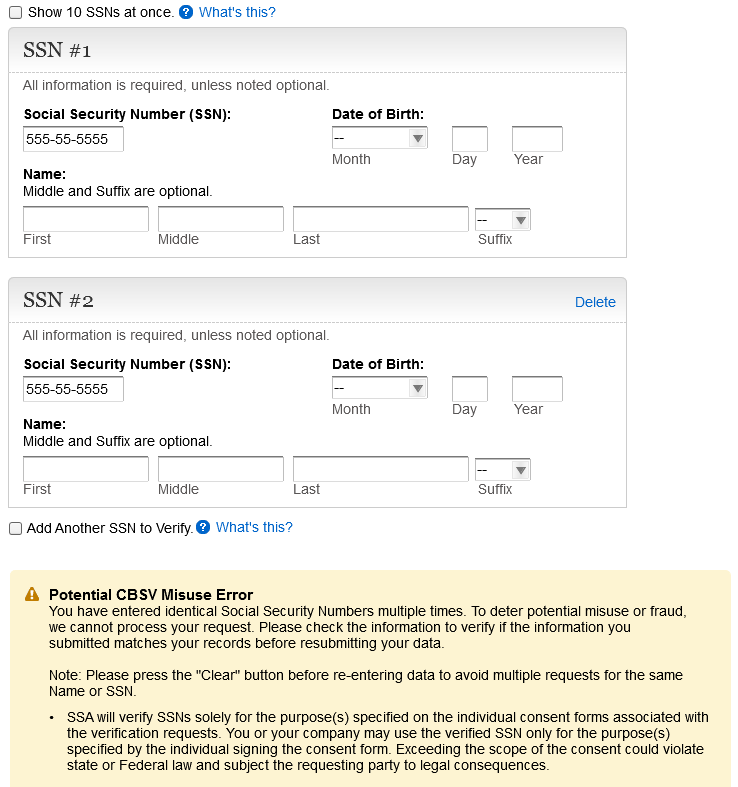 Show 10 SSNs at once. ? What's this?
SSN #1
All information is required, unless noted optional.
Social Security Number (SSN): Date of Birth:
555-55-5555 --
Month Day Year
Name:
Middle and Suffix are optional.
--
First Middle Last Suffix
SSN #2 Delete
All information is required, unless noted optional.
Social Security Number (SSN): Date of Birth:
555-55-5555 --
Month Day Year
Name:
Middle and Suffix are optional.
--
First Middle Last Suffix
Add Another SSN to Verify. ? What's this?
Potential CBSV Misuse Error
You have entered identical Social Security Numbers multiple times. To deter potential misuse or fraud,
we cannot process your request. Please check the information to verify if the information you
submitted matches your records before resubmitting your data.
Note: Please press the "Clear" button before re-entering data to avoid multiple requests for the same
Name or SSN.
• SSA will verify SSNs solely for the purpose(s) specified on the individual consent forms associated with
the verification requests. You or your company may use the verified SSN only for the purpose(s)
specified by the individual signing the consent form. Exceeding the scope of the consent could violate
state or Federal law and subject the requesting party to legal consequences.